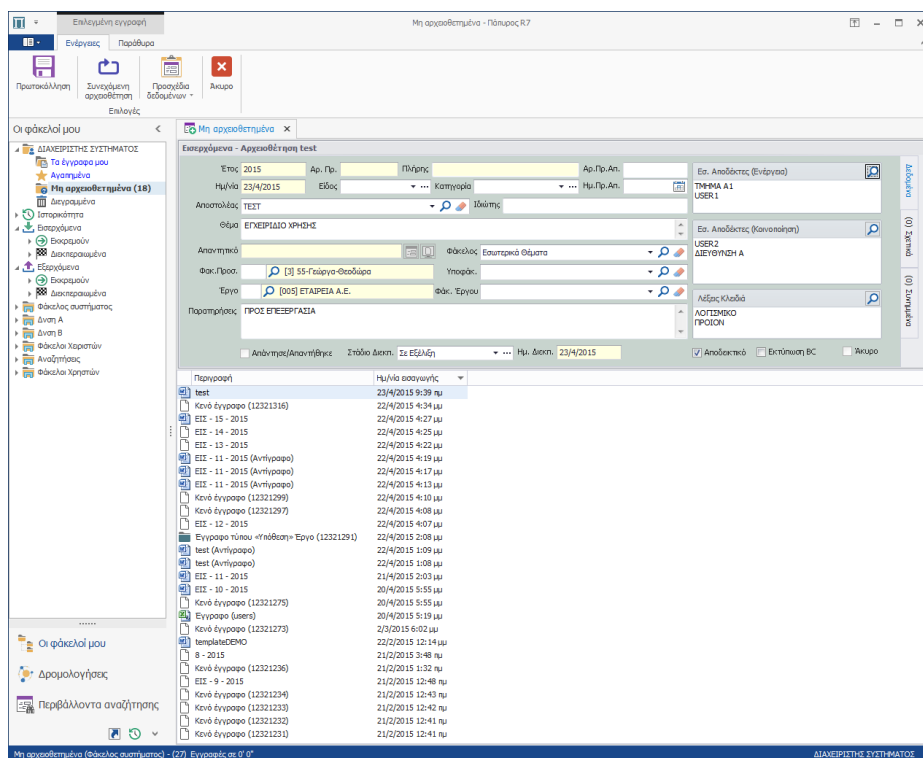 Επιλεγμένη εγγραφή
Μη αρχειοθετημένα - Πάπυρος R7
Ενέργειες Παράθυρα
Πρωτοκόλληση Συνεχόμενη αρχειοθέτηση Προσχέδια δεδομένων Άκυρο
Επιλογές
Οι φάκελοί μου
Μη αρχειοθετημένα
ΔΙΑΧΕΙΡΙΣΤΗΣ ΣΥΣΤΗΜΑΤΟΣ
Τα έγγραφα μου
Αγαπημένα
Μη αρχειοθετημένα (18)
Διεγραμμένα
Ιστορικότητα
Εισερχόμενα
Εκκρεμούν
Διεκπεραιωμένα
Εξερχόμενα
Εκκρεμούν
Διεκπεραιωμένα
Φάκελος συστήματος
Δνση Α
Δνση Β
Φάκελοι Χειριστών
Αναζητήσεις
Φάκελοι Χρηστών
Εισερχόμενα - Αρχειοθέτηση test
Έτος 2015 Αρ. Πρ. Πλήρης Αρ.Πρ.Απ.
Ημ/νία 23/4/2015 Είδος Κατηγορία Ημ.Πρ.Απ.
Αποστολέας ΤΕΣΤ Ιδιώτης
Θέμα ΕΓΧΕΙΡΙΔΙΟ ΧΡΗΣΗΣ
Απαντητικό Φάκελος Εσωτερικά Θέματα
Φακ.Προσ. [3] 55-Γεώργα-Θεοδώρα Υποφάκ.
Έργο [005] ΕΤΑΙΡΕΙΑ Α.Ε. Φάκ. Έργου
Παρατηρήσεις ΠΡΟΣ ΕΠΕΞΕΡΓΑΣΙΑ
Απάντησε/Απαντήθηκε Στάδιο Διεκπ. Σε Εξέλιξη Ημ. Διεκπ. 23/4/2015
Εσ. Αποδέκτες (Ενέργεια)
ΤΜΗΜΑ Α1
USER1
Εσ. Αποδέκτες (Κοινοποίηση)
USER2
ΔΙΕΥΘΥΝΣΗ Α
Λέξεις Κλειδιά
ΛΟΓΙΣΜΙΚΟ
ΠΡΟΙΟΝ
Αποδεικτικό Εκτύπωση BC Άκυρο
Δεδομένα
(0) Σχετικά
(0) Συνημμένα
Περιγραφή Ημ/νία εισαγωγής
test 23/4/2015 9:39 πμ
Κενό έγγραφο (12321316) 22/4/2015 4:34 μμ
ΕΙΣ - 15 - 2015 22/4/2015 4:27 μμ
ΕΙΣ - 14 - 2015 22/4/2015 4:25 μμ
ΕΙΣ - 13 - 2015 22/4/2015 4:22 μμ
ΕΙΣ - 11 - 2015 (Αντίγραφο) 22/4/2015 4:19 μμ
ΕΙΣ - 11 - 2015 (Αντίγραφο) 22/4/2015 4:17 μμ
ΕΙΣ - 11 - 2015 (Αντίγραφο) 22/4/2015 4:13 μμ
Κενό έγγραφο (12321299) 22/4/2015 4:10 μμ
Κενό έγγραφο (12321297) 22/4/2015 4:08 μμ
ΕΙΣ - 12 - 2015 22/4/2015 4:07 μμ
Έγγραφο τύπου «Υπόθεση» Έργο (12321291) 22/4/2015 2:08 μμ
test (Αντίγραφο) 22/4/2015 1:09 μμ
test (Αντίγραφο) 22/4/2015 1:08 μμ
ΕΙΣ - 11 - 2015 21/4/2015 2:03 μμ
ΕΙΣ - 10 - 2015 20/4/2015 5:55 μμ
Κενό έγγραφο (12321275) 20/4/2015 5:55 μμ
Έγγραφο (users) 20/4/2015 5:19 μμ
Κενό έγγραφο (12321273) 2/3/2015 6:02 μμ
templateDEMO 22/2/2015 12:14 μμ
8 - 2015 21/2/2015 3:48 πμ
Κενό έγγραφο (12321236) 21/2/2015 1:32 πμ
ΕΙΣ - 9 - 2015 21/2/2015 12:48 πμ
Κενό έγγραφο (12321234) 21/2/2015 12:43 πμ
Κενό έγγραφο (12321233) 21/2/2015 12:42 πμ
Κενό έγγραφο (12321232) 21/2/2015 12:41 πμ
Κενό έγγραφο (12321231) 21/2/2015 12:41 πμ
Οι φάκελοί μου
Δρομολογήσεις
Περιβάλλοντα αναζήτησης
Μη αρχειοθετημένα (Φάκελος συστήματος) - (27) Εγγραφές σε 0' 0" ΔΙΑΧΕΙΡΙΣΤΗΣ ΣΥΣΤΗΜΑΤΟΣ